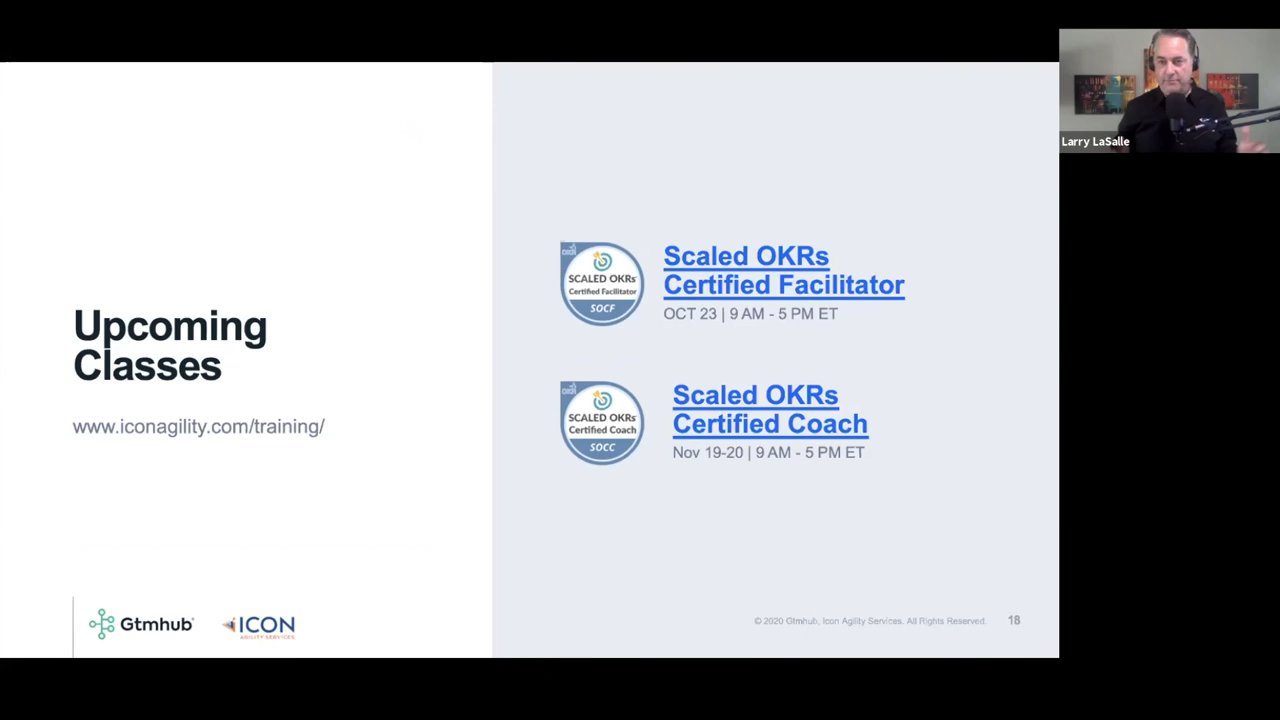 Larry LaSalle
Upcoming
Classes
www.iconagility.com/training/
SCALED OKRs
Certified Facilitator
SOCF
Scaled OKRs
Certified Facilitator
OCT 23 | 9 AM - 5 PM ET
SCALED OKRs
Certified Coach
SOCC
Scaled OKRs
Certified Coach
Nov 19-20 | 9 AM - 5 PM ET
Gtmhub
ICON
AGILITY SERVICES
© 2020 Gtmhub, Icon Agility Services. All Rights Reserved.
18